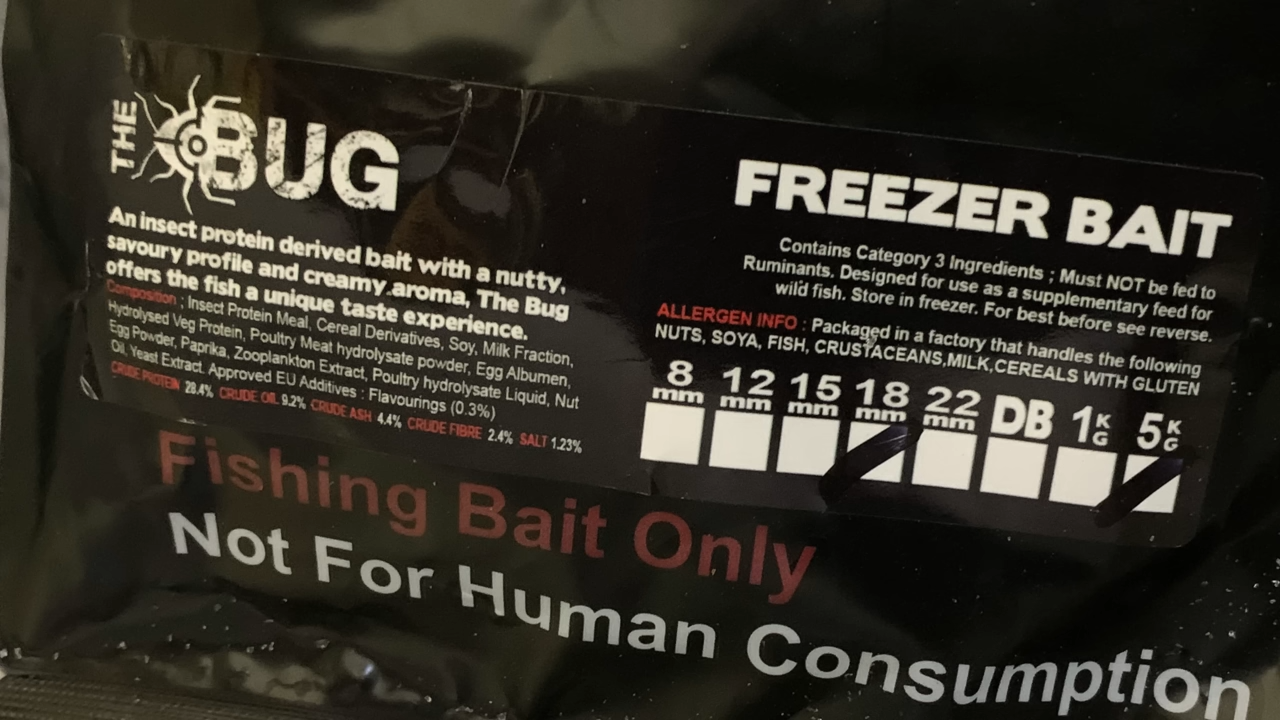 THE BUG
An insect protein derived bait with a nutty,
savoury profile and creamy aroma, The Bug
offers the fish a unique taste experience.
Composition : Insect Protein Meal, Cereal Derivatives, Soy, Milk Fraction,
Hydrolysed Veg Protein, Poultry Meat hydrolysate powder, Egg Albumen,
Egg Powder, Paprika, Zooplankton Extract, Poultry hydrolysate Liquid, Nut
Oil, Yeast Extract. Approved EU Additives : Flavourings (0.3%)
CRUDE PROTEIN 28.4% CRUDE OIL 9.2% CRUDE ASH 4.4% CRUDE FIBRE 2.4% SALT 1.23%
FREEZER BAIT
Contains Category 3 Ingredients ; Must NOT be fed to
Ruminants. Designed for use as a supplementary feed for
wild fish. Store in freezer. For best before see reverse.
ALLERGEN INFO : Packaged in a factory that handles the following
NUTS, SOYA, FISH, CRUSTACEANS,MILK,CEREALS WITH GLUTEN
8 mm 12 mm 15 mm 18 mm 22 mm DB 1KG 5KG
Fishing Bait Only
Not For Human Consumption